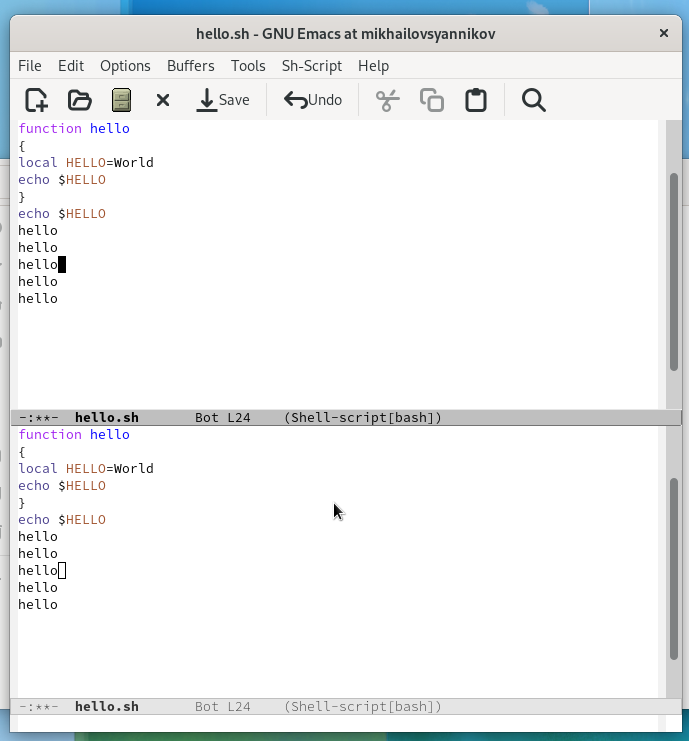 hello.sh - GNU Emacs at mikhailovsyannikov
File Edit Options Buffers Tools Sh-Script Help
Save Undo
function hello
{
local HELLO=World
echo $HELLO
}
echo $HELLO
hello
hello
hello
hello
hello
-:**- hello.sh Bot L24 (Shell-script[bash])
function hello
{
local HELLO=World
echo $HELLO
}
echo $HELLO
hello
hello
hello
hello
hello
-:**- hello.sh Bot L24 (Shell-script[bash])